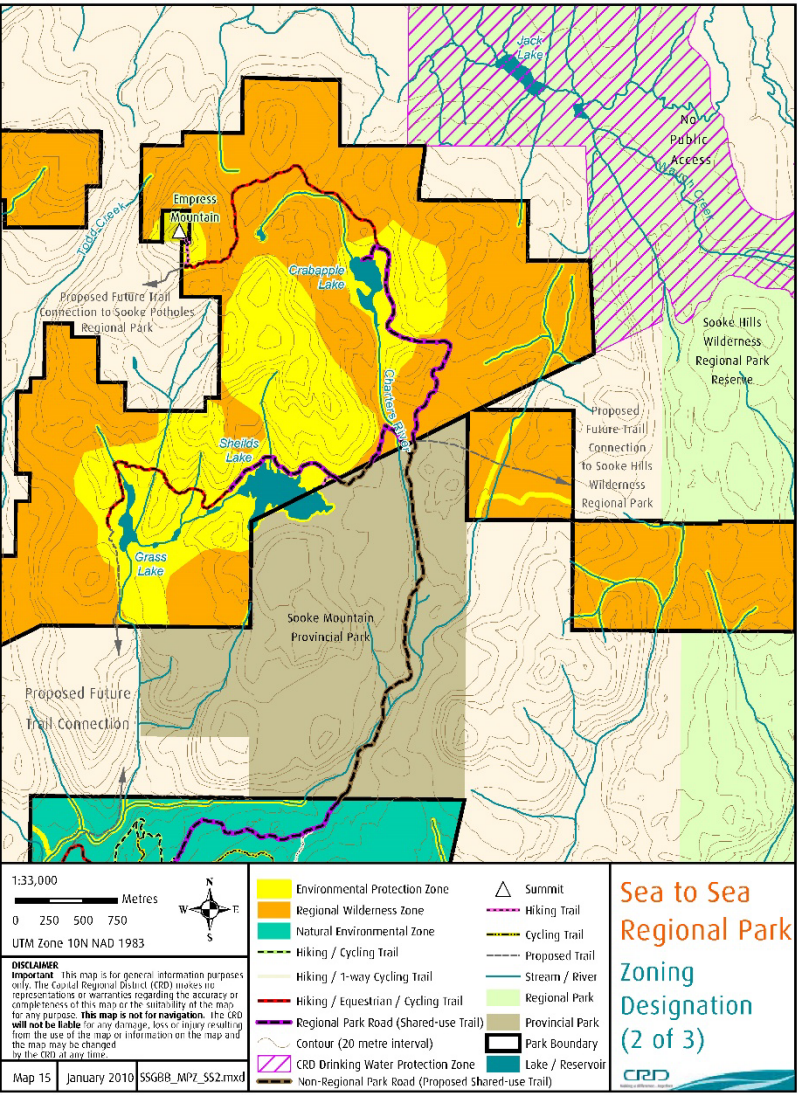 Jack
Lake
No
Public
Access
Waugh Creek
Empress
Mountain
Todd Creek
Crabapple
Lake
Proposed Future Trail
Connection to Sooke Potholes
Regional Park
Sooke Hills
Wilderness
Regional Park
Reserve
Charters River
Proposed
Future Trail
Connection
to Sooke Hills
Wilderness
Regional Park
Sheilds
Lake
Grass
Lake
Sooke Mountain
Provincial Park
Proposed Future
Trail Connection
1:33,000
Metres
0 250 500 750
UTM Zone 10N NAD 1983
N
W E
S
DISCLAIMER
Important This map is for general information purposes
only. The Capital Regional District (CRD) makes no
representations or warranties regarding the accuracy or
completeness of this map or the suitability of the map
for any purpose. This map is not for navigation. The CRD
will not be liable for any damage, loss or injury resulting
from the use of the map or information on the map and
the map may be changed
by the CRD at any time.
Map 15 January 2010 SSGBB_MPZ_SS2.mxd
Environmental Protection Zone
Regional Wilderness Zone
Natural Environmental Zone
Hiking / Cycling Trail
Hiking / 1-way Cycling Trail
Hiking / Equestrian / Cycling Trail
Regional Park Road (Shared-use Trail)
Contour (20 metre interval)
CRD Drinking Water Protection Zone
Non-Regional Park Road (Proposed Shared-use Trail)
Summit
Hiking Trail
Cycling Trail
Proposed Trail
Stream / River
Regional Park
Provincial Park
Park Boundary
Lake / Reservoir
Sea to Sea
Regional Park
Zoning
Designation
(2 of 3)
CRD